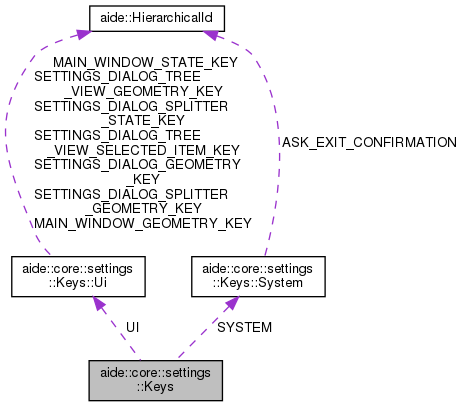 aide::HierarchicalId
MAIN_WINDOW_STATE_KEY
SETTINGS_DIALOG_TREE
_VIEW_GEOMETRY_KEY
SETTINGS_DIALOG_SPLITTER
_STATE_KEY
SETTINGS_DIALOG_TREE
_VIEW_SELECTED_ITEM_KEY
SETTINGS_DIALOG_GEOMETRY
_KEY
SETTINGS_DIALOG_SPLITTER
_GEOMETRY_KEY
MAIN_WINDOW_GEOMETRY_KEY
ASK_EXIT_CONFIRMATION
aide::core::settings
::Keys::Ui
aide::core::settings
::Keys::System
UI
SYSTEM
aide::core::settings
::Keys